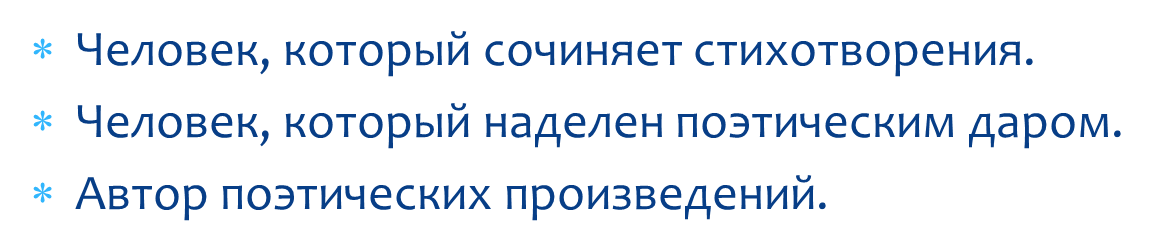 * Человек, который сочиняет стихотворения.
* Человек, который наделен поэтическим даром.
* Автор поэтических произведений.